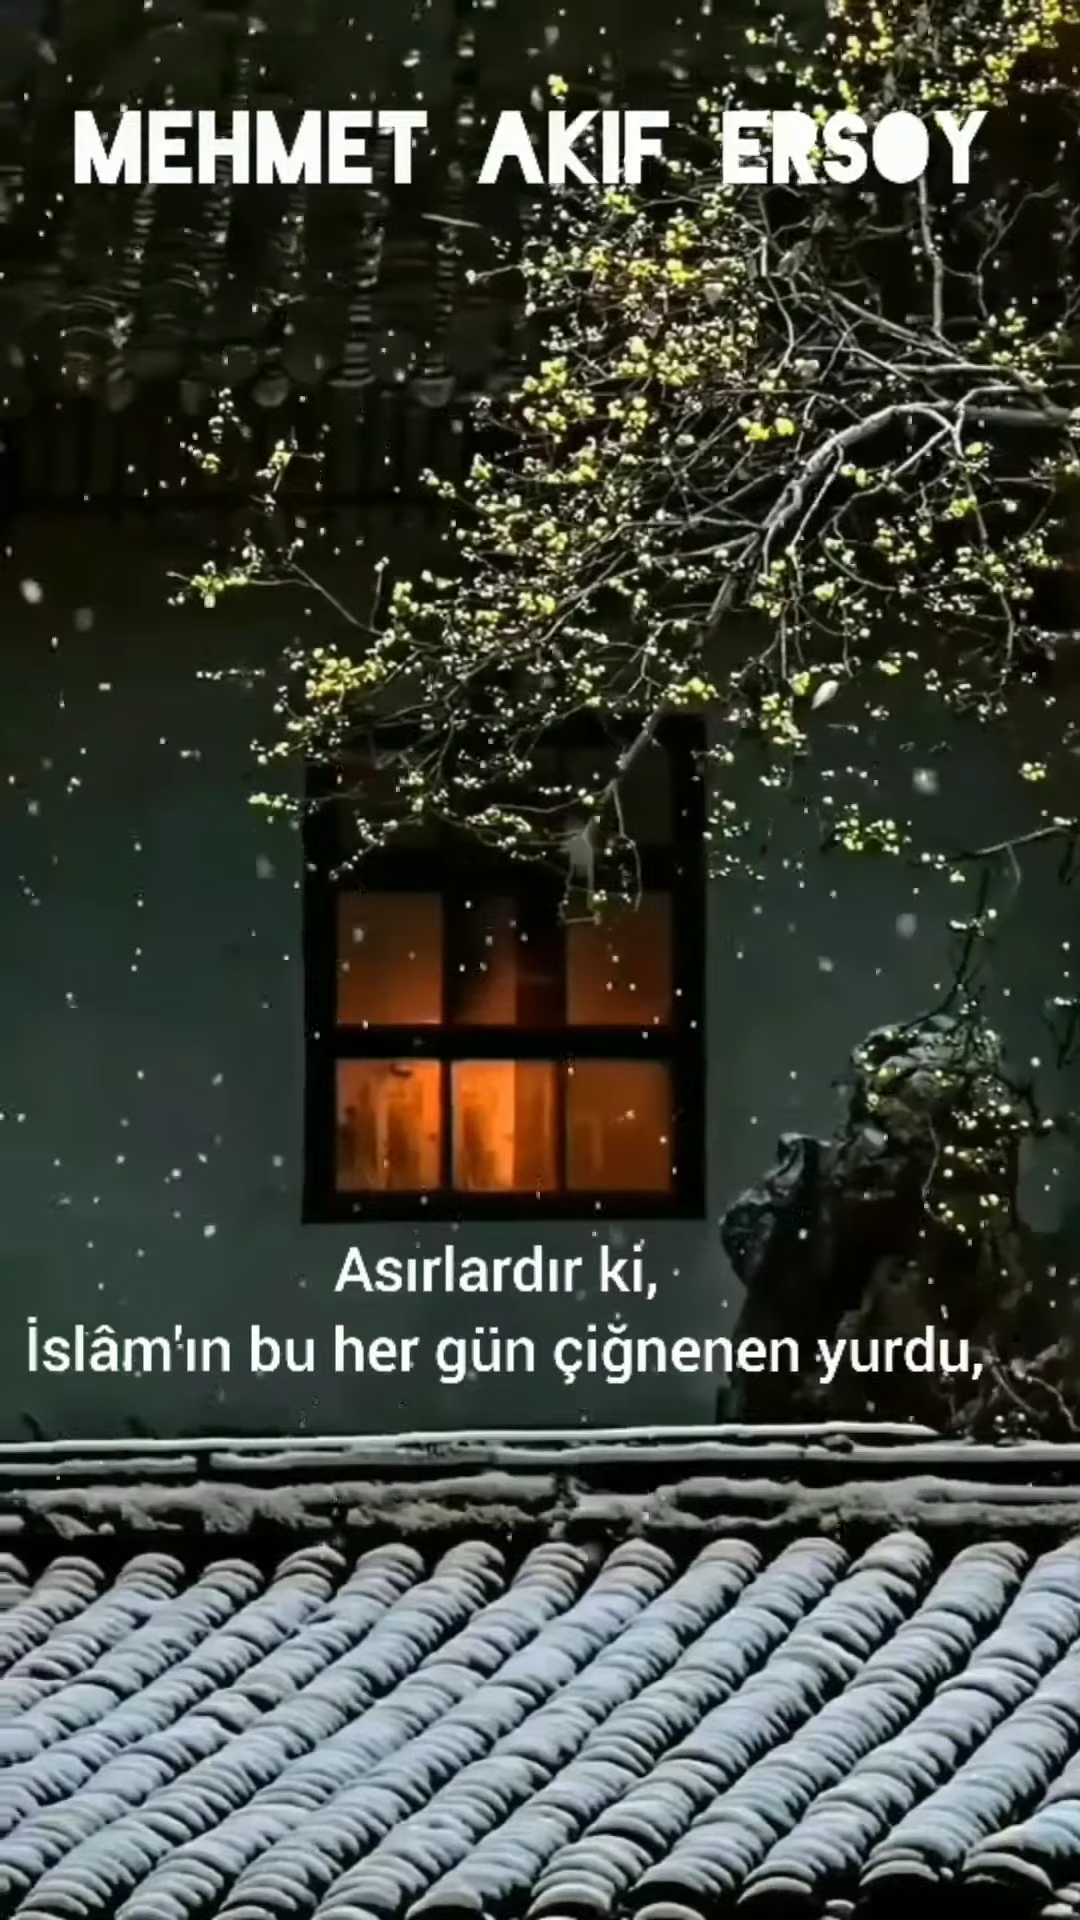 MEHMET AKIF ERSOY
Asırlardır ki,
İslâm'ın bu her gün çiğnenen yurdu,